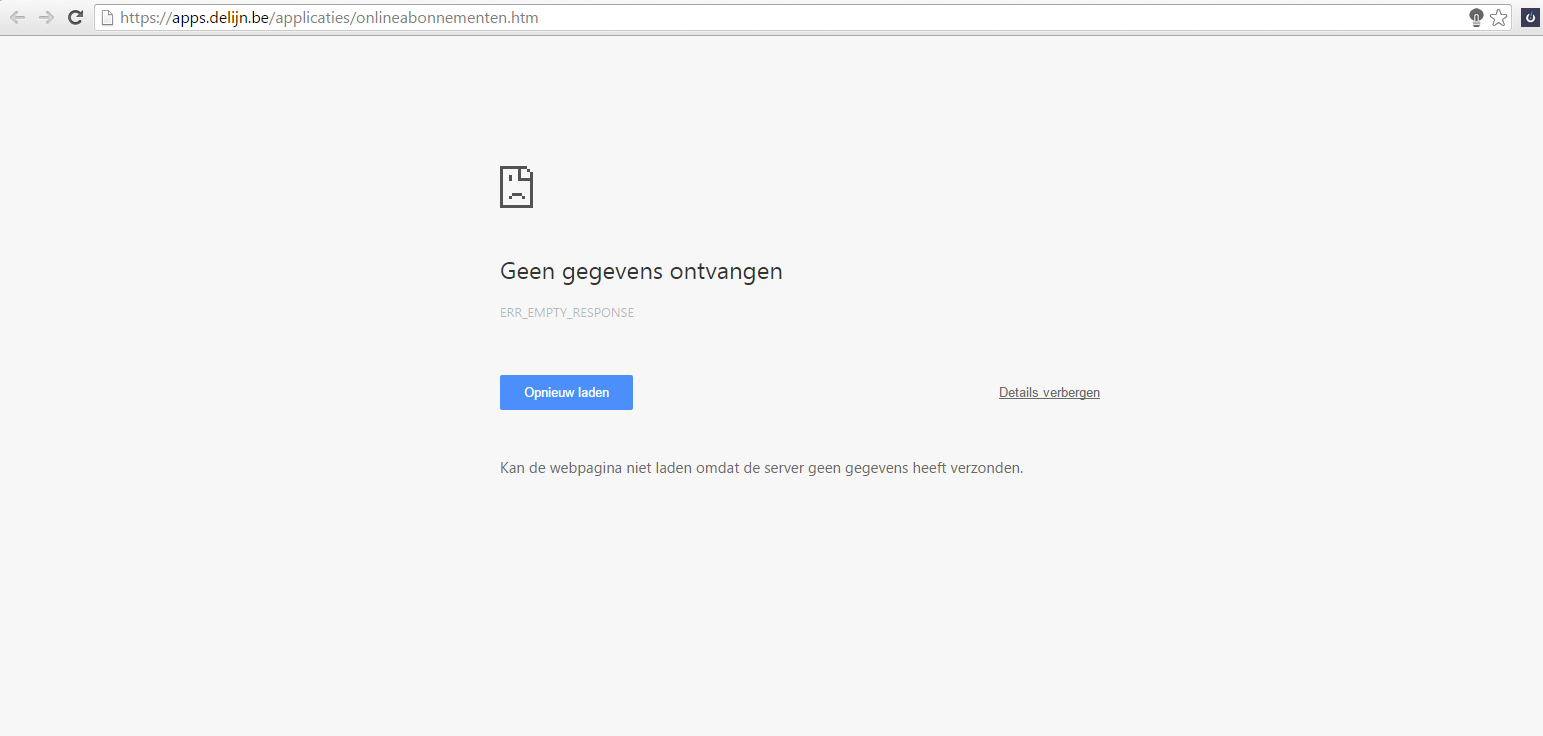 https://apps.delijn.be/applicaties/onlineabonnementen.htm
Geen gegevens ontvangen
ERR_EMPTY_RESPONSE
Opnieuw laden
Details verbergen
Kan de webpagina niet laden omdat de server geen gegevens heeft verzonden.